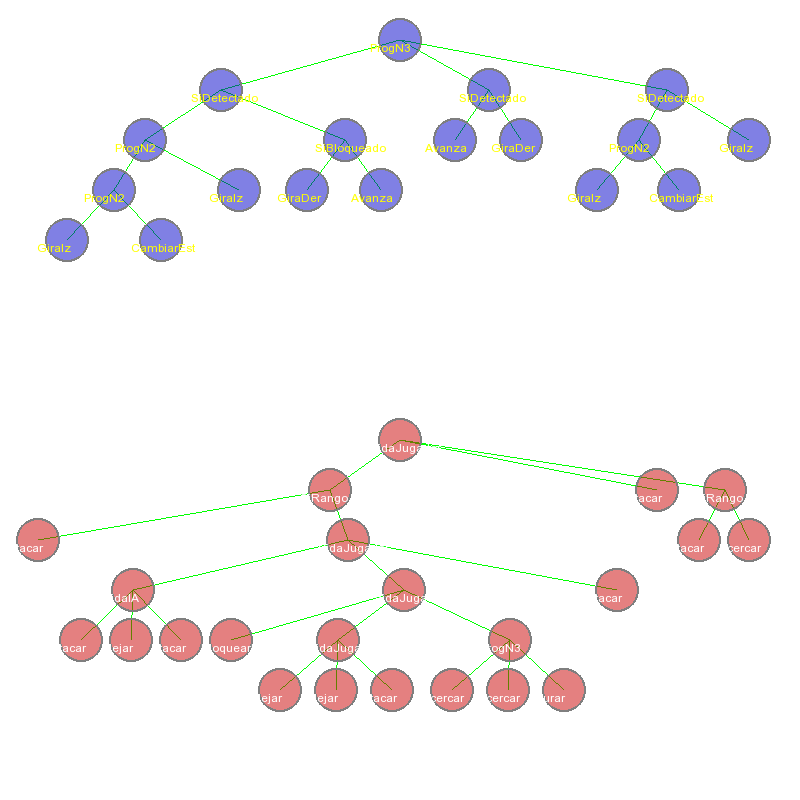 ProgN3
SiDetectado
SiDetectado
SiDetectado
ProgN2
SiBloqueado
Avanza
GiraDer
ProgN2
GiraIz
ProgN2
GiraIz
GiraDer
Avanza
GiraIz
CambiarEst
GiraIz
CambiarEst
idaJuga
Rango
tacar
Rango
tacar
idaJuga
tacar
cercar
idaIA
idaJuga
tacar
tacar
lejar
tacar
loquear
idaJuga
rogN3
lejar
lejar
tacar
cercar
cercar
urar